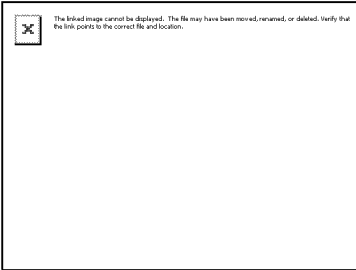 The linked image cannot be displayed. The file may have been moved, renamed, or deleted. Verify that
the link points to the correct file and location.